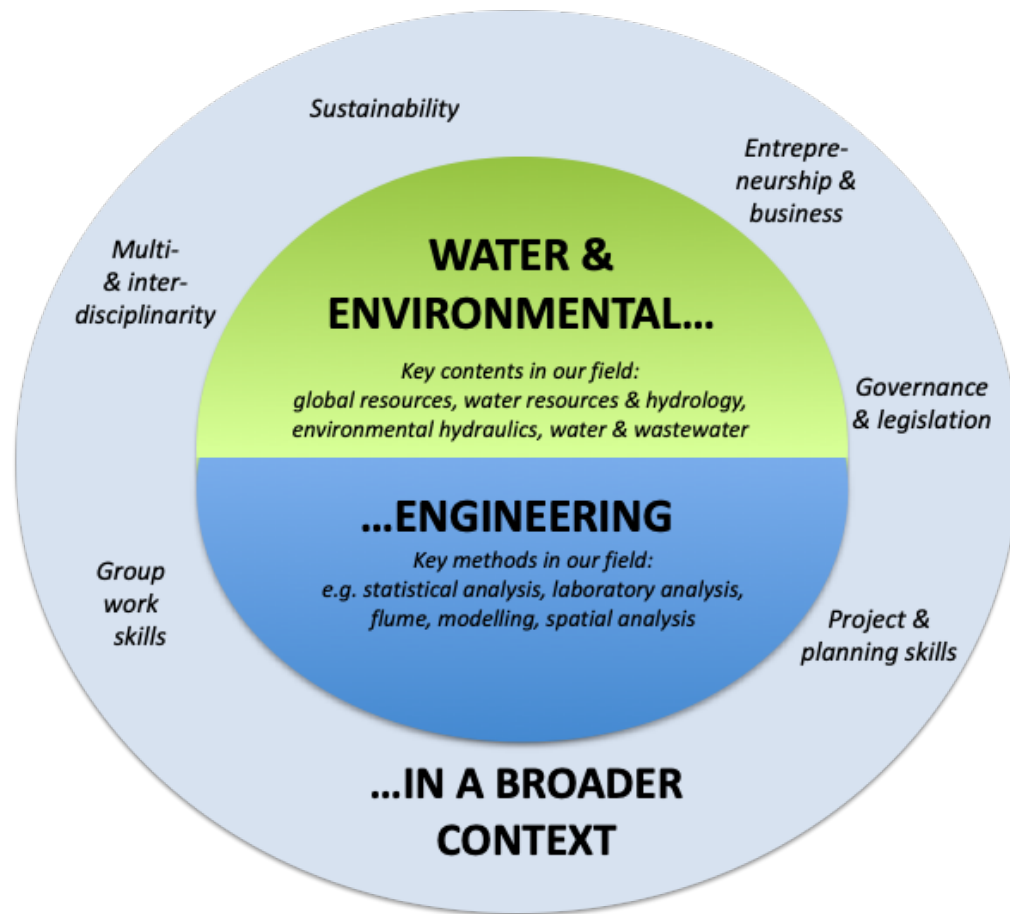 Sustainability
Entrepre-
neurship &
business
Multi-
& inter-
disciplinarity
WATER &
ENVIRONMENTAL...
Key contents in our field:
global resources, water resources & hydrology,
environmental hydraulics, water & wastewater
Governance
& legislation
...ENGINEERING
Key methods in our field:
e.g. statistical analysis, laboratory analysis,
flume, modelling, spatial analysis
Group
work
skills
Project &
planning skills
...IN A BROADER
CONTEXT